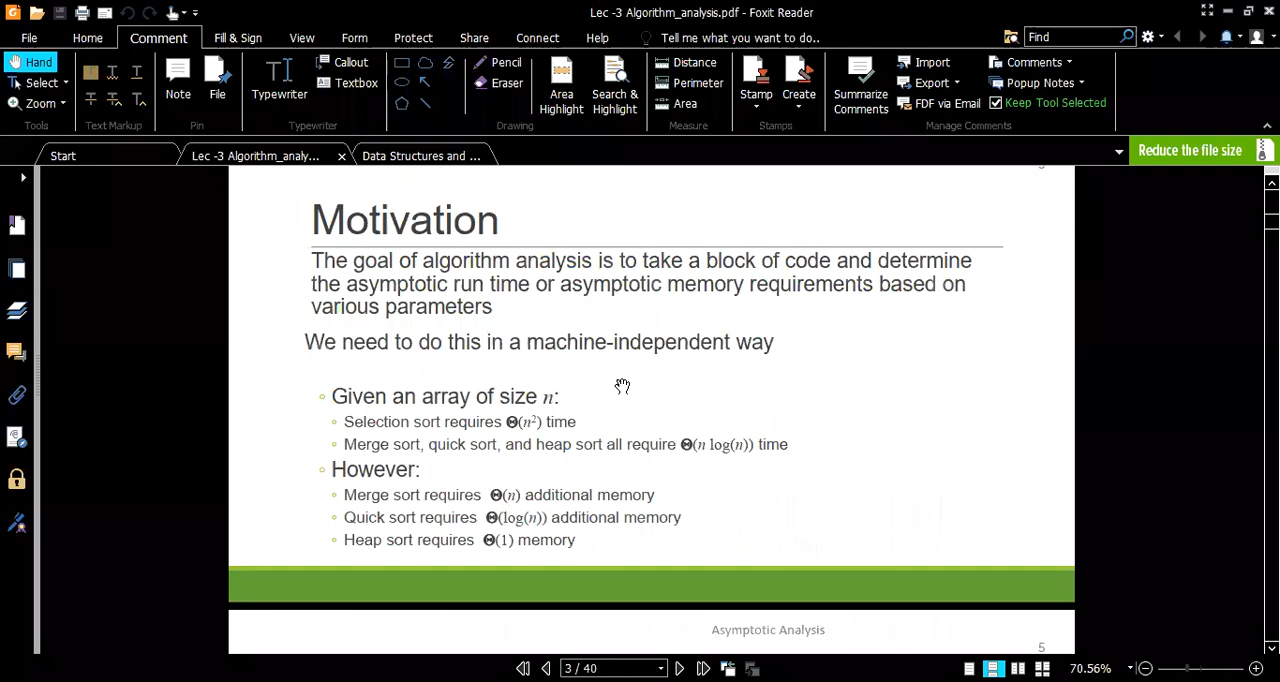 Lec -3 Algorithm_analysis.pdf - Foxit Reader
File Home Comment Fill & Sign View Form Protect Share Connect Help Tell me what you want to do.. Find
Hand
Select
Zoom
Tools
Text Markup
Note
File
Pin
Typewriter
Callout
Textbox
Typewriter
Pencil
Eraser
Drawing
Area
Highlight
Search &
Highlight
Distance
Perimeter
Area
Measure
Stamp
Create
Stamps
Summarize
Comments
Import
Export
FDF via Email
Comments
Popup Notes
Keep Tool Selected
Manage Comments
Start Lec -3 Algorithm_analy... Data Structures and ... Reduce the file size
Motivation
The goal of algorithm analysis is to take a block of code and determine
the asymptotic run time or asymptotic memory requirements based on
various parameters
We need to do this in a machine-independent way
Given an array of size n:
Selection sort requires Θ(n²) time
Merge sort, quick sort, and heap sort all require Θ(n log(n)) time
However:
Merge sort requires Θ(n) additional memory
Quick sort requires Θ(log(n)) additional memory
Heap sort requires Θ(1) memory
Asymptotic Analysis
5
3 / 40
70.56%